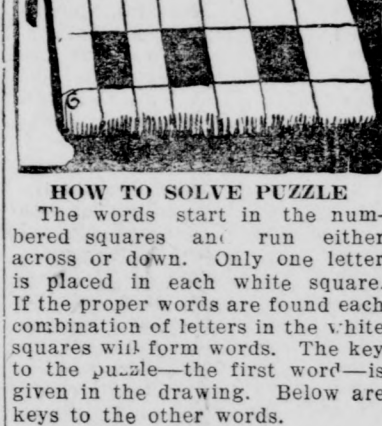 6
HOW TO SOLVE PUZZLE
The words start in the num-
bered squares and run either
across or down. Only one letter
is placed in each white square.
If the proper words are found each
combination of letters in the white
squares will form words. The key
to the puzzle—the first word—is
given in the drawing. Below are
keys to the other words.